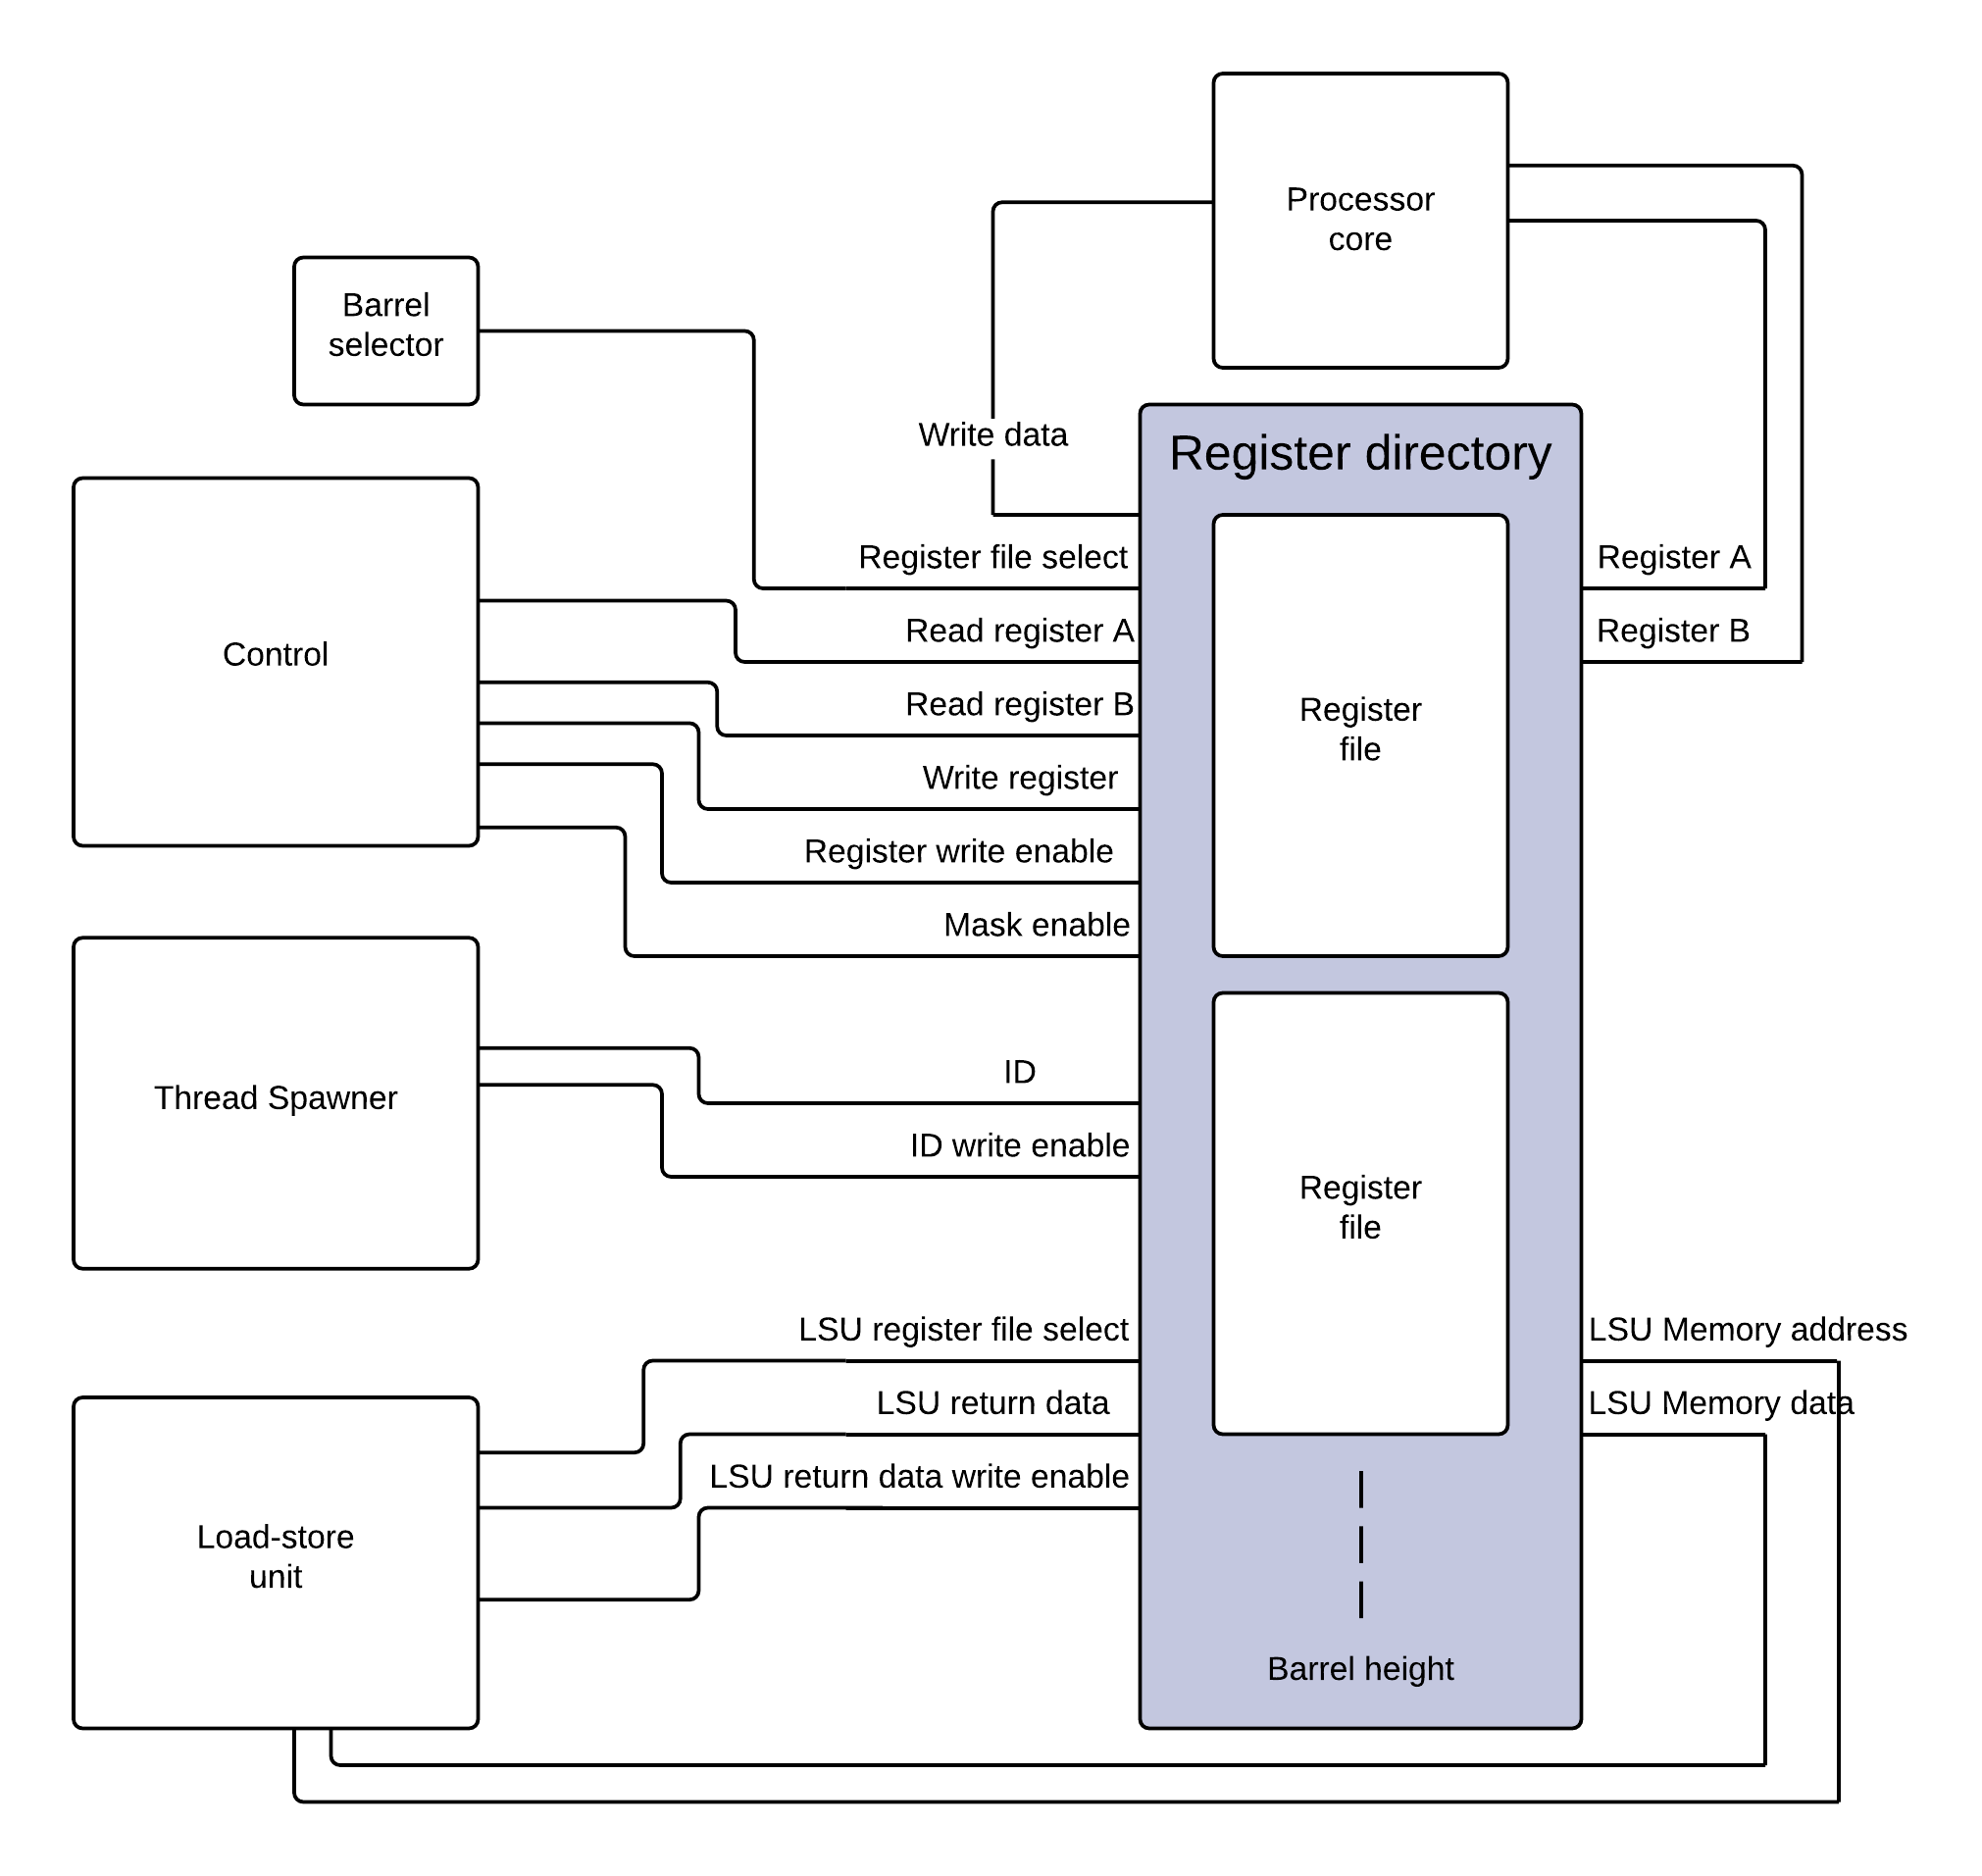 Processor
core
Barrel
selector
Write data
Register directory
Register file select
Register A
Read register A
Register B
Control
Read register B
Register
file
Write register
Register write enable
Mask enable
ID
Thread Spawner
ID write enable
Register
file
LSU register file select
LSU Memory address
LSU return data
LSU Memory data
LSU return data write enable
Load-store
unit
Barrel height